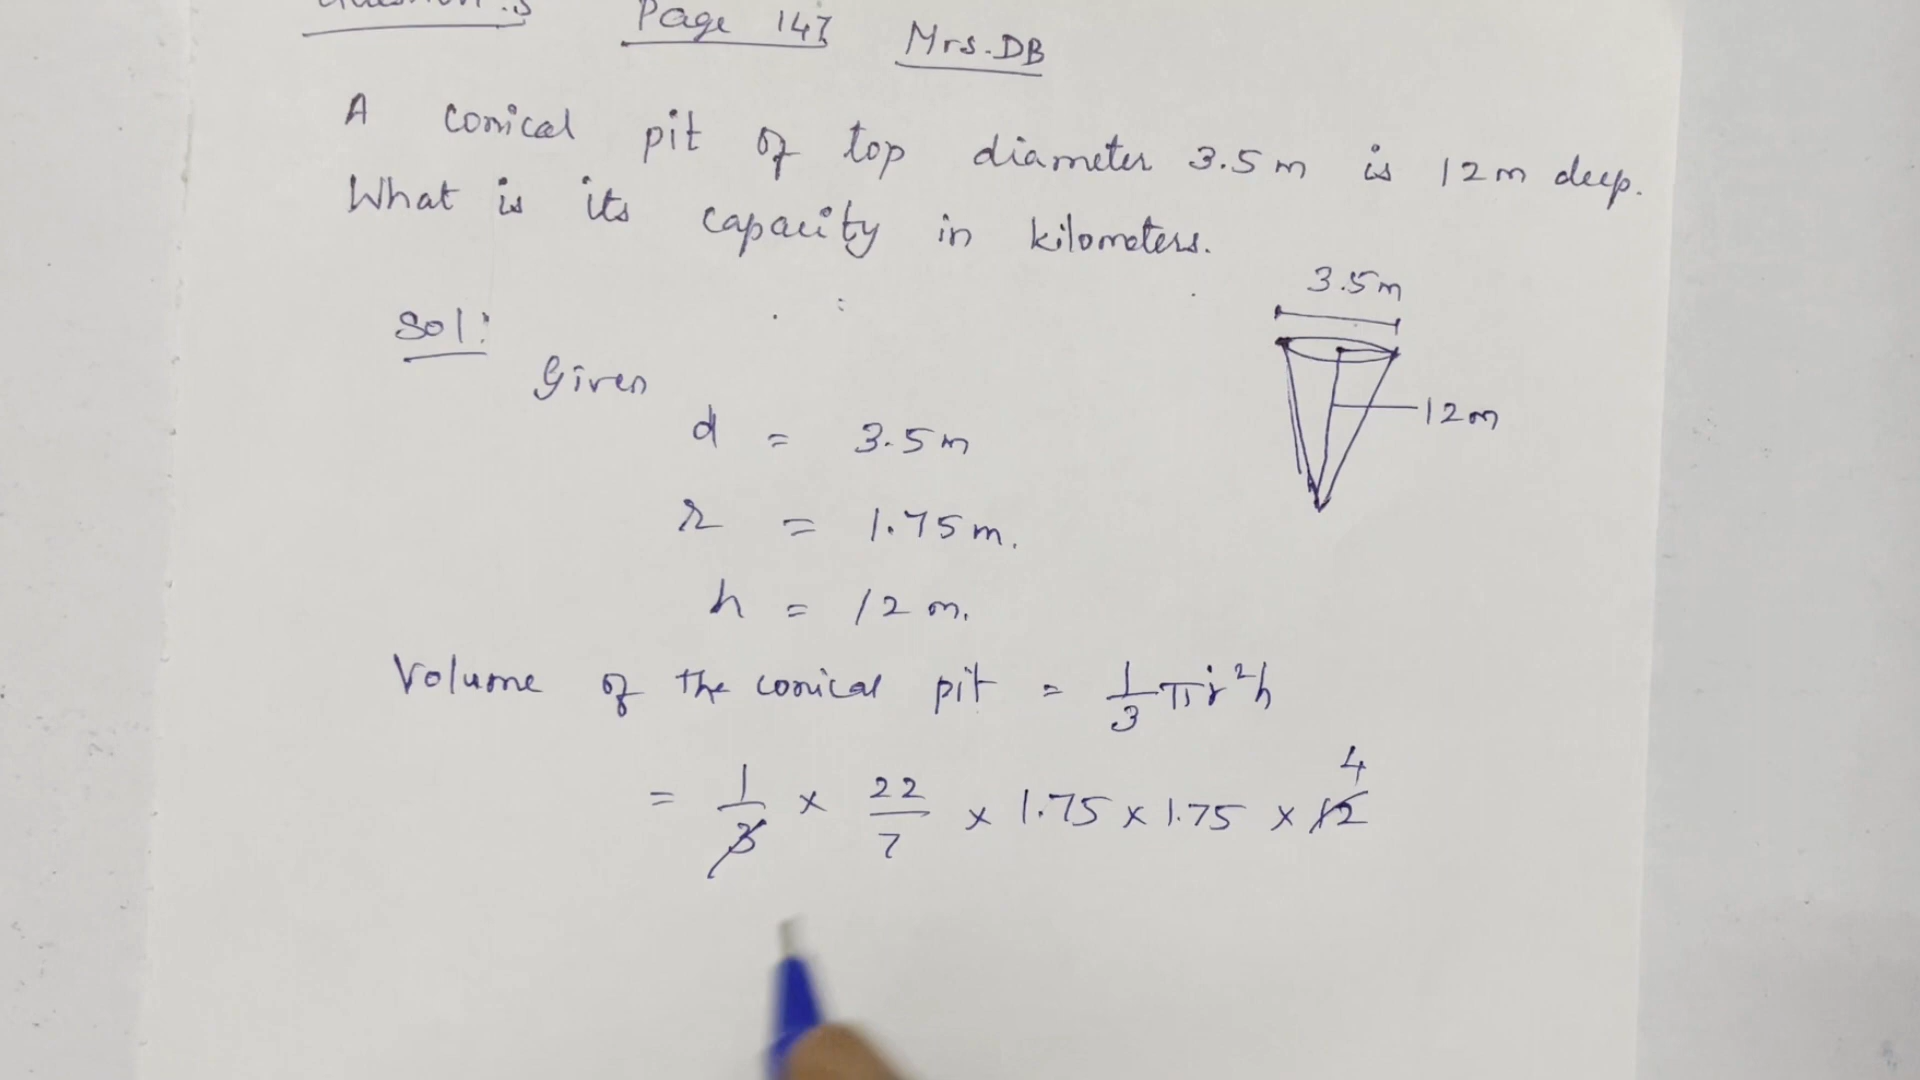 Page 147 Mrs. DB
A conical pit of top diameter 3.5m is 12m deep.
What is its capacity in kilometers.
3.5m
Sol:
Given
d = 3.5m
12m
r = 1.75m.
h = 12m.
Volume of the conical pit = 1/3 πr²h
4
= 1/3 × 22/7 × 1.75 × 1.75 × 12